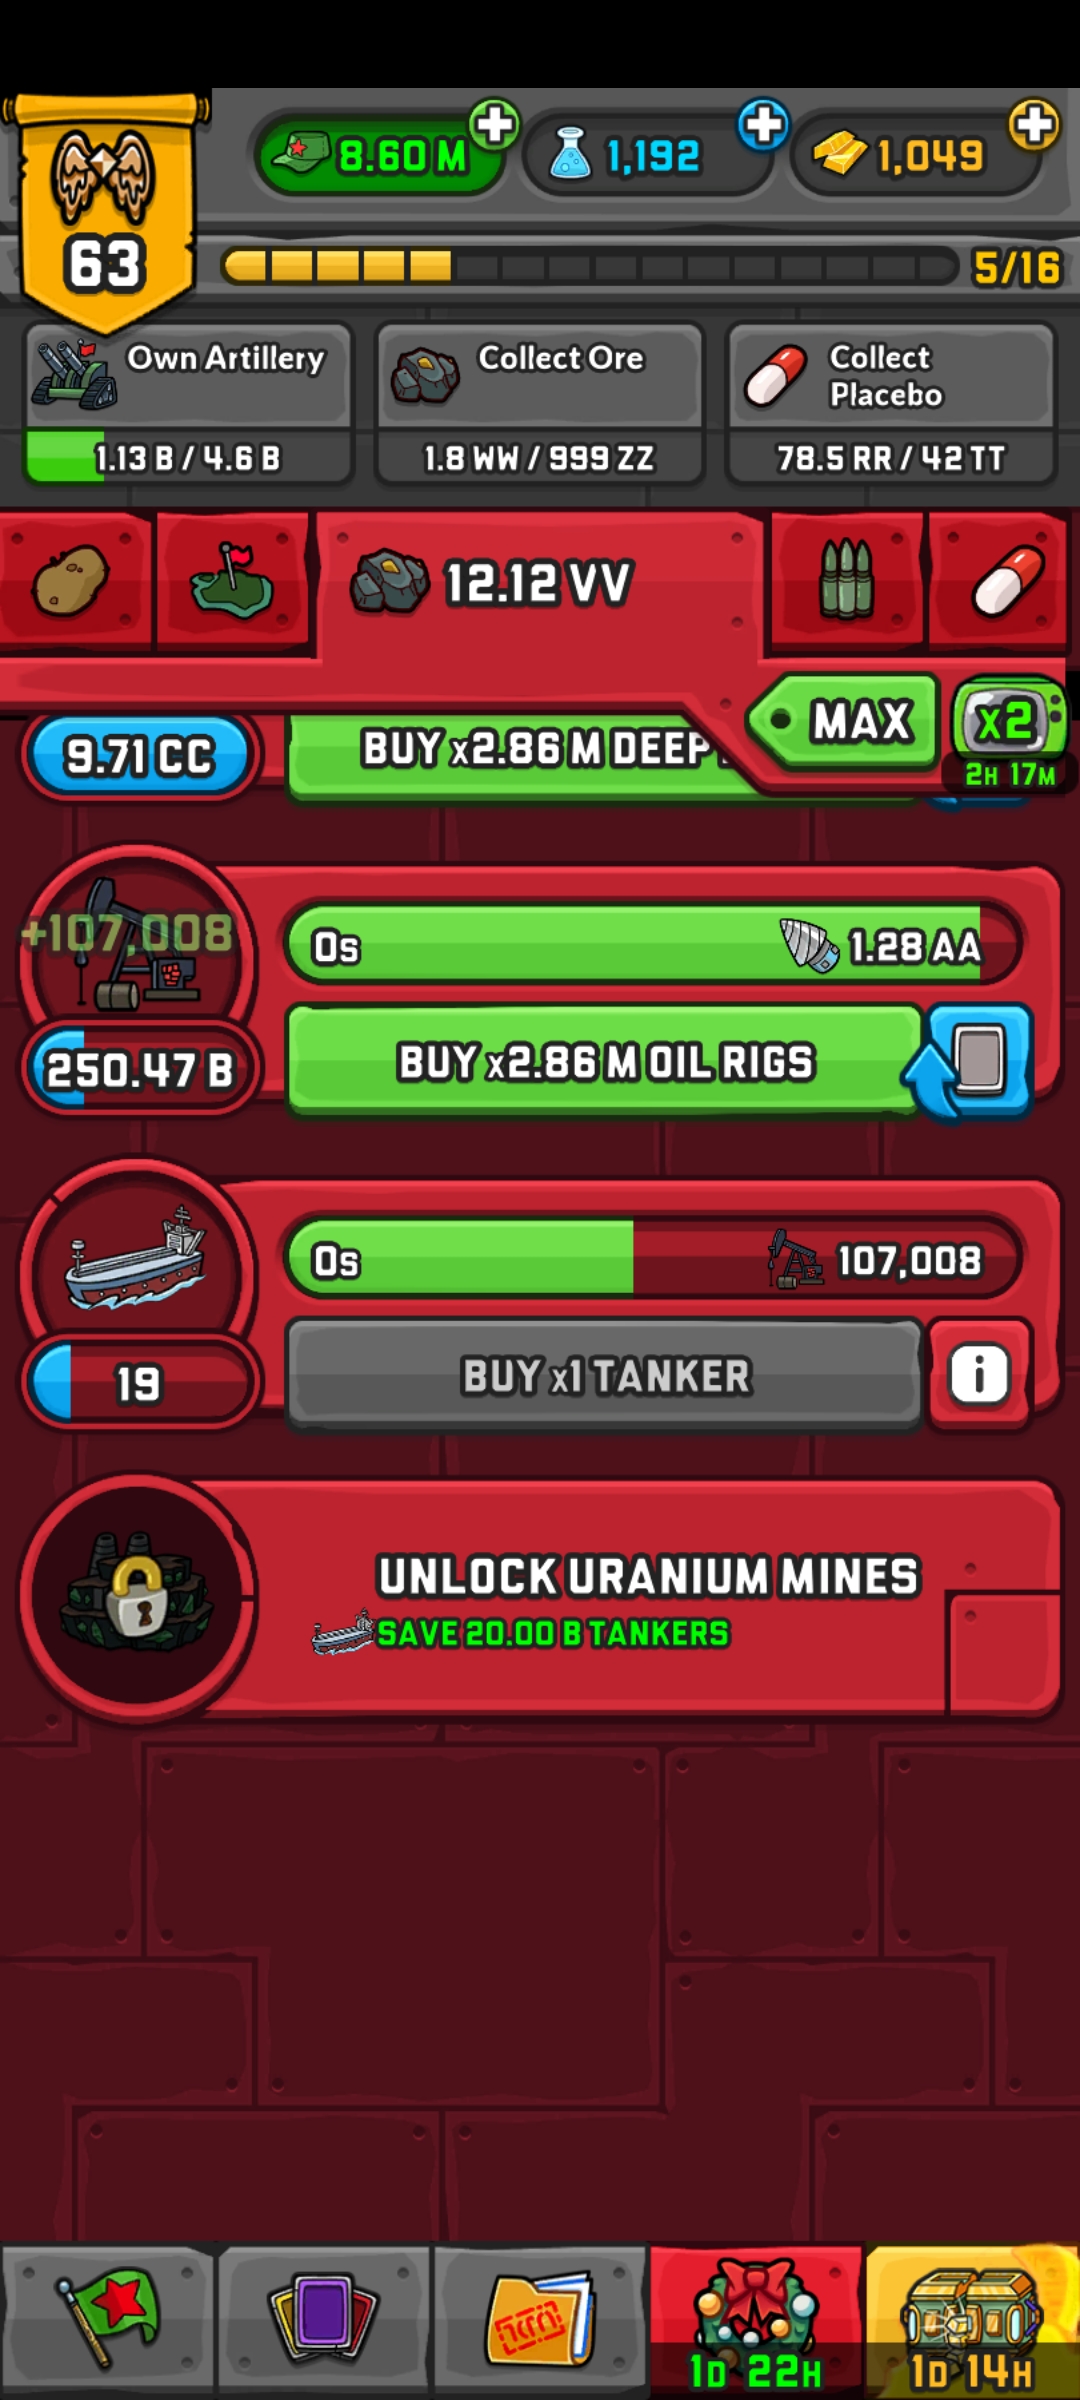 8.60 M
1,192
1,049
63
5/16
Own Artillery
1.13 B / 4.6 B
Collect Ore
1.8 WW / 999 ZZ
Collect
Placebo
78.5 RR / 42 TT
12.12 VV
MAX
x2
2H 17M
9.71 CC
BUY x2.86 M DEEP
+107,008
0s
1.28 AA
250.47 B
BUY x2.86 M OIL RIGS
0s
107,008
19
BUY x1 TANKER
i
UNLOCK URANIUM MINES
SAVE 20.00 B TANKERS
1D 22H
1D 14H